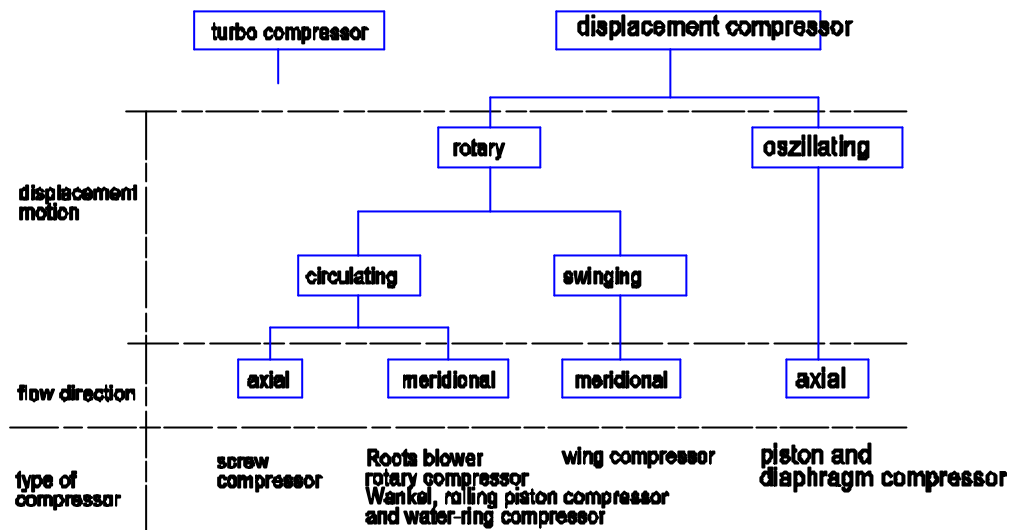 turbo compressor
displacement compressor
rotary
oszillating
displacement
motion
circulating
swinging
flow direction
axial
meridional
meridional
axial
type of
compressor
screw
compressor
Roots blower
rotary compressor
Wankel, rolling piston compressor
and water-ring compressor
wing compressor
piston and
diaphragm compressor